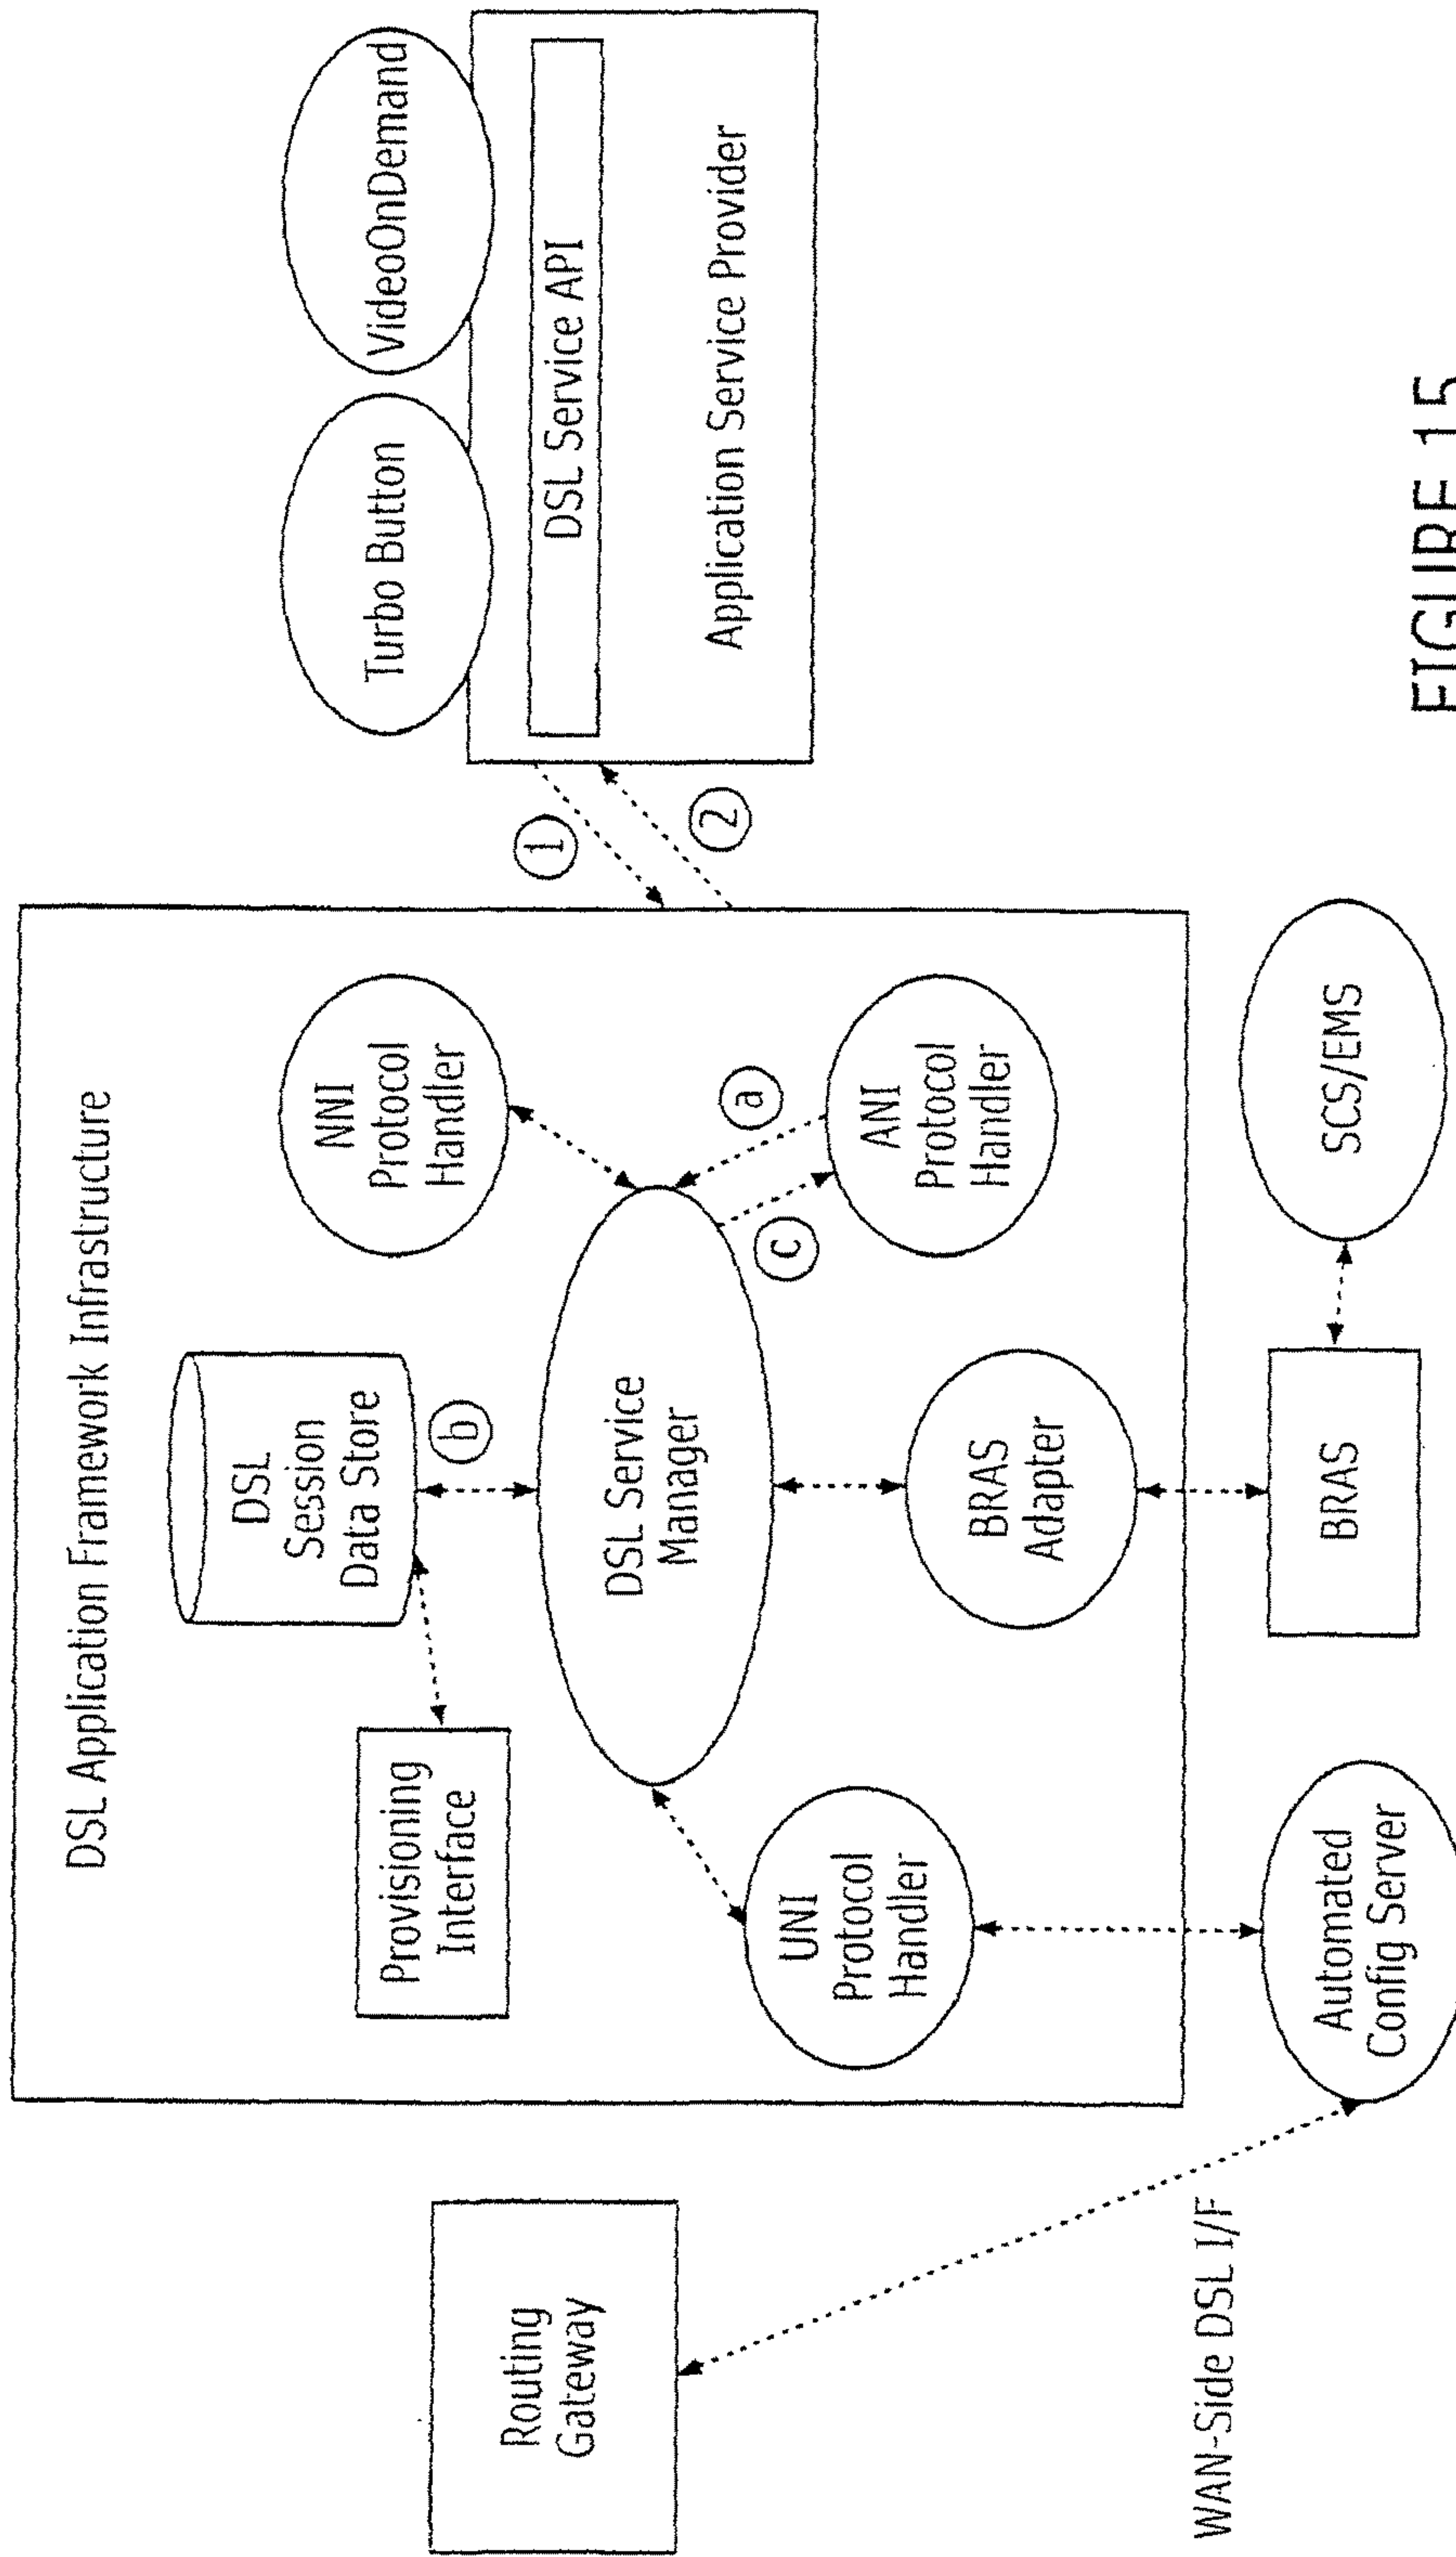 DSL Application Framework Infrastructure
Routing
Gateway
Provisioning
Interface
DSL
Session
Data Store
b
NNI
Protocol
Handler
DSL Service
Manager
UNI
Protocol
Handler
BRAS
Adapter
a
c
ANI
Protocol
Handler
1
2
Turbo Button
VideoOnDemand
DSL Service API
Application Service Provider
WAN-Side DSL I/F
Automated
Config Server
BRAS
SCS/EMS
FIGURE 15